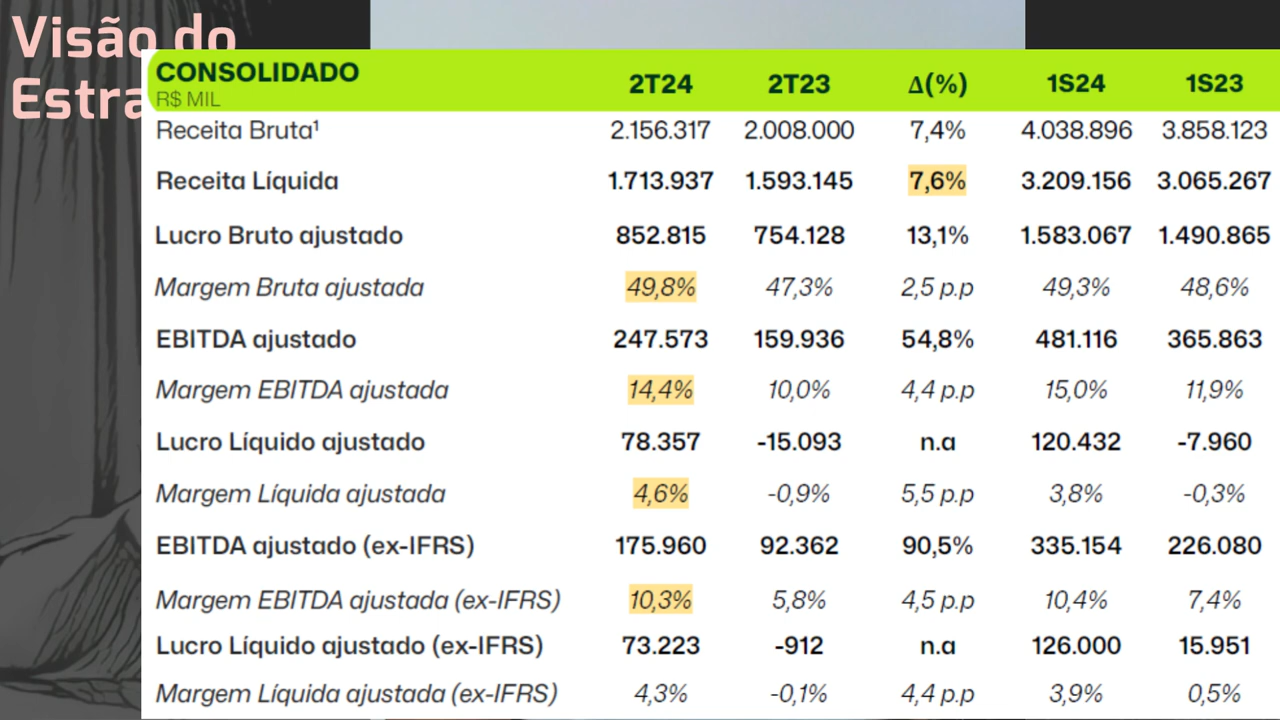 Visão do
Estra
CONSOLIDADO 2T24 2T23 Δ(%) 1S24 1S23
R$ MIL
Receita Bruta¹ 2.156.317 2.008.000 7,4% 4.038.896 3.858.123
Receita Líquida 1.713.937 1.593.145 7,6% 3.209.156 3.065.267
Lucro Bruto ajustado 852.815 754.128 13,1% 1.583.067 1.490.865
Margem Bruta ajustada 49,8% 47,3% 2,5 p.p 49,3% 48,6%
EBITDA ajustado 247.573 159.936 54,8% 481.116 365.863
Margem EBITDA ajustada 14,4% 10,0% 4,4 p.p 15,0% 11,9%
Lucro Líquido ajustado 78.357 -15.093 n.a 120.432 -7.960
Margem Líquida ajustada 4,6% -0,9% 5,5 p.p 3,8% -0,3%
EBITDA ajustado (ex-IFRS) 175.960 92.362 90,5% 335.154 226.080
Margem EBITDA ajustada (ex-IFRS) 10,3% 5,8% 4,5 p.p 10,4% 7,4%
Lucro Líquido ajustado (ex-IFRS) 73.223 -912 n.a 126.000 15.951
Margem Líquida ajustada (ex-IFRS) 4,3% -0,1% 4,4 p.p 3,9% 0,5%